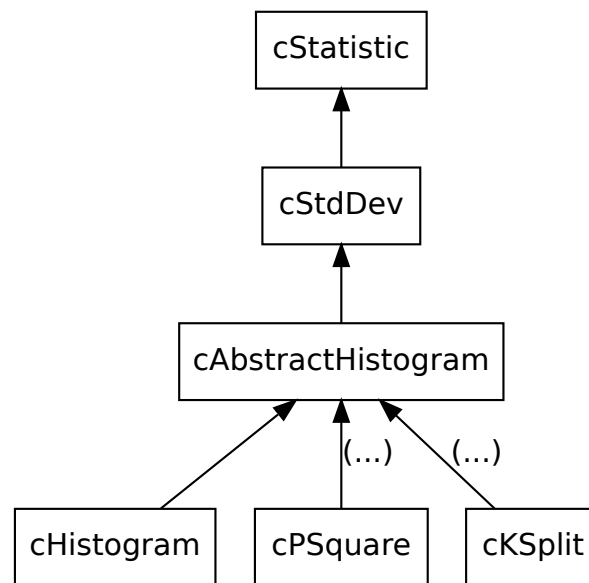 cStatistic
cStdDev
cAbstractHistogram
(...) (...)
cHistogram cPSquare cKSplit